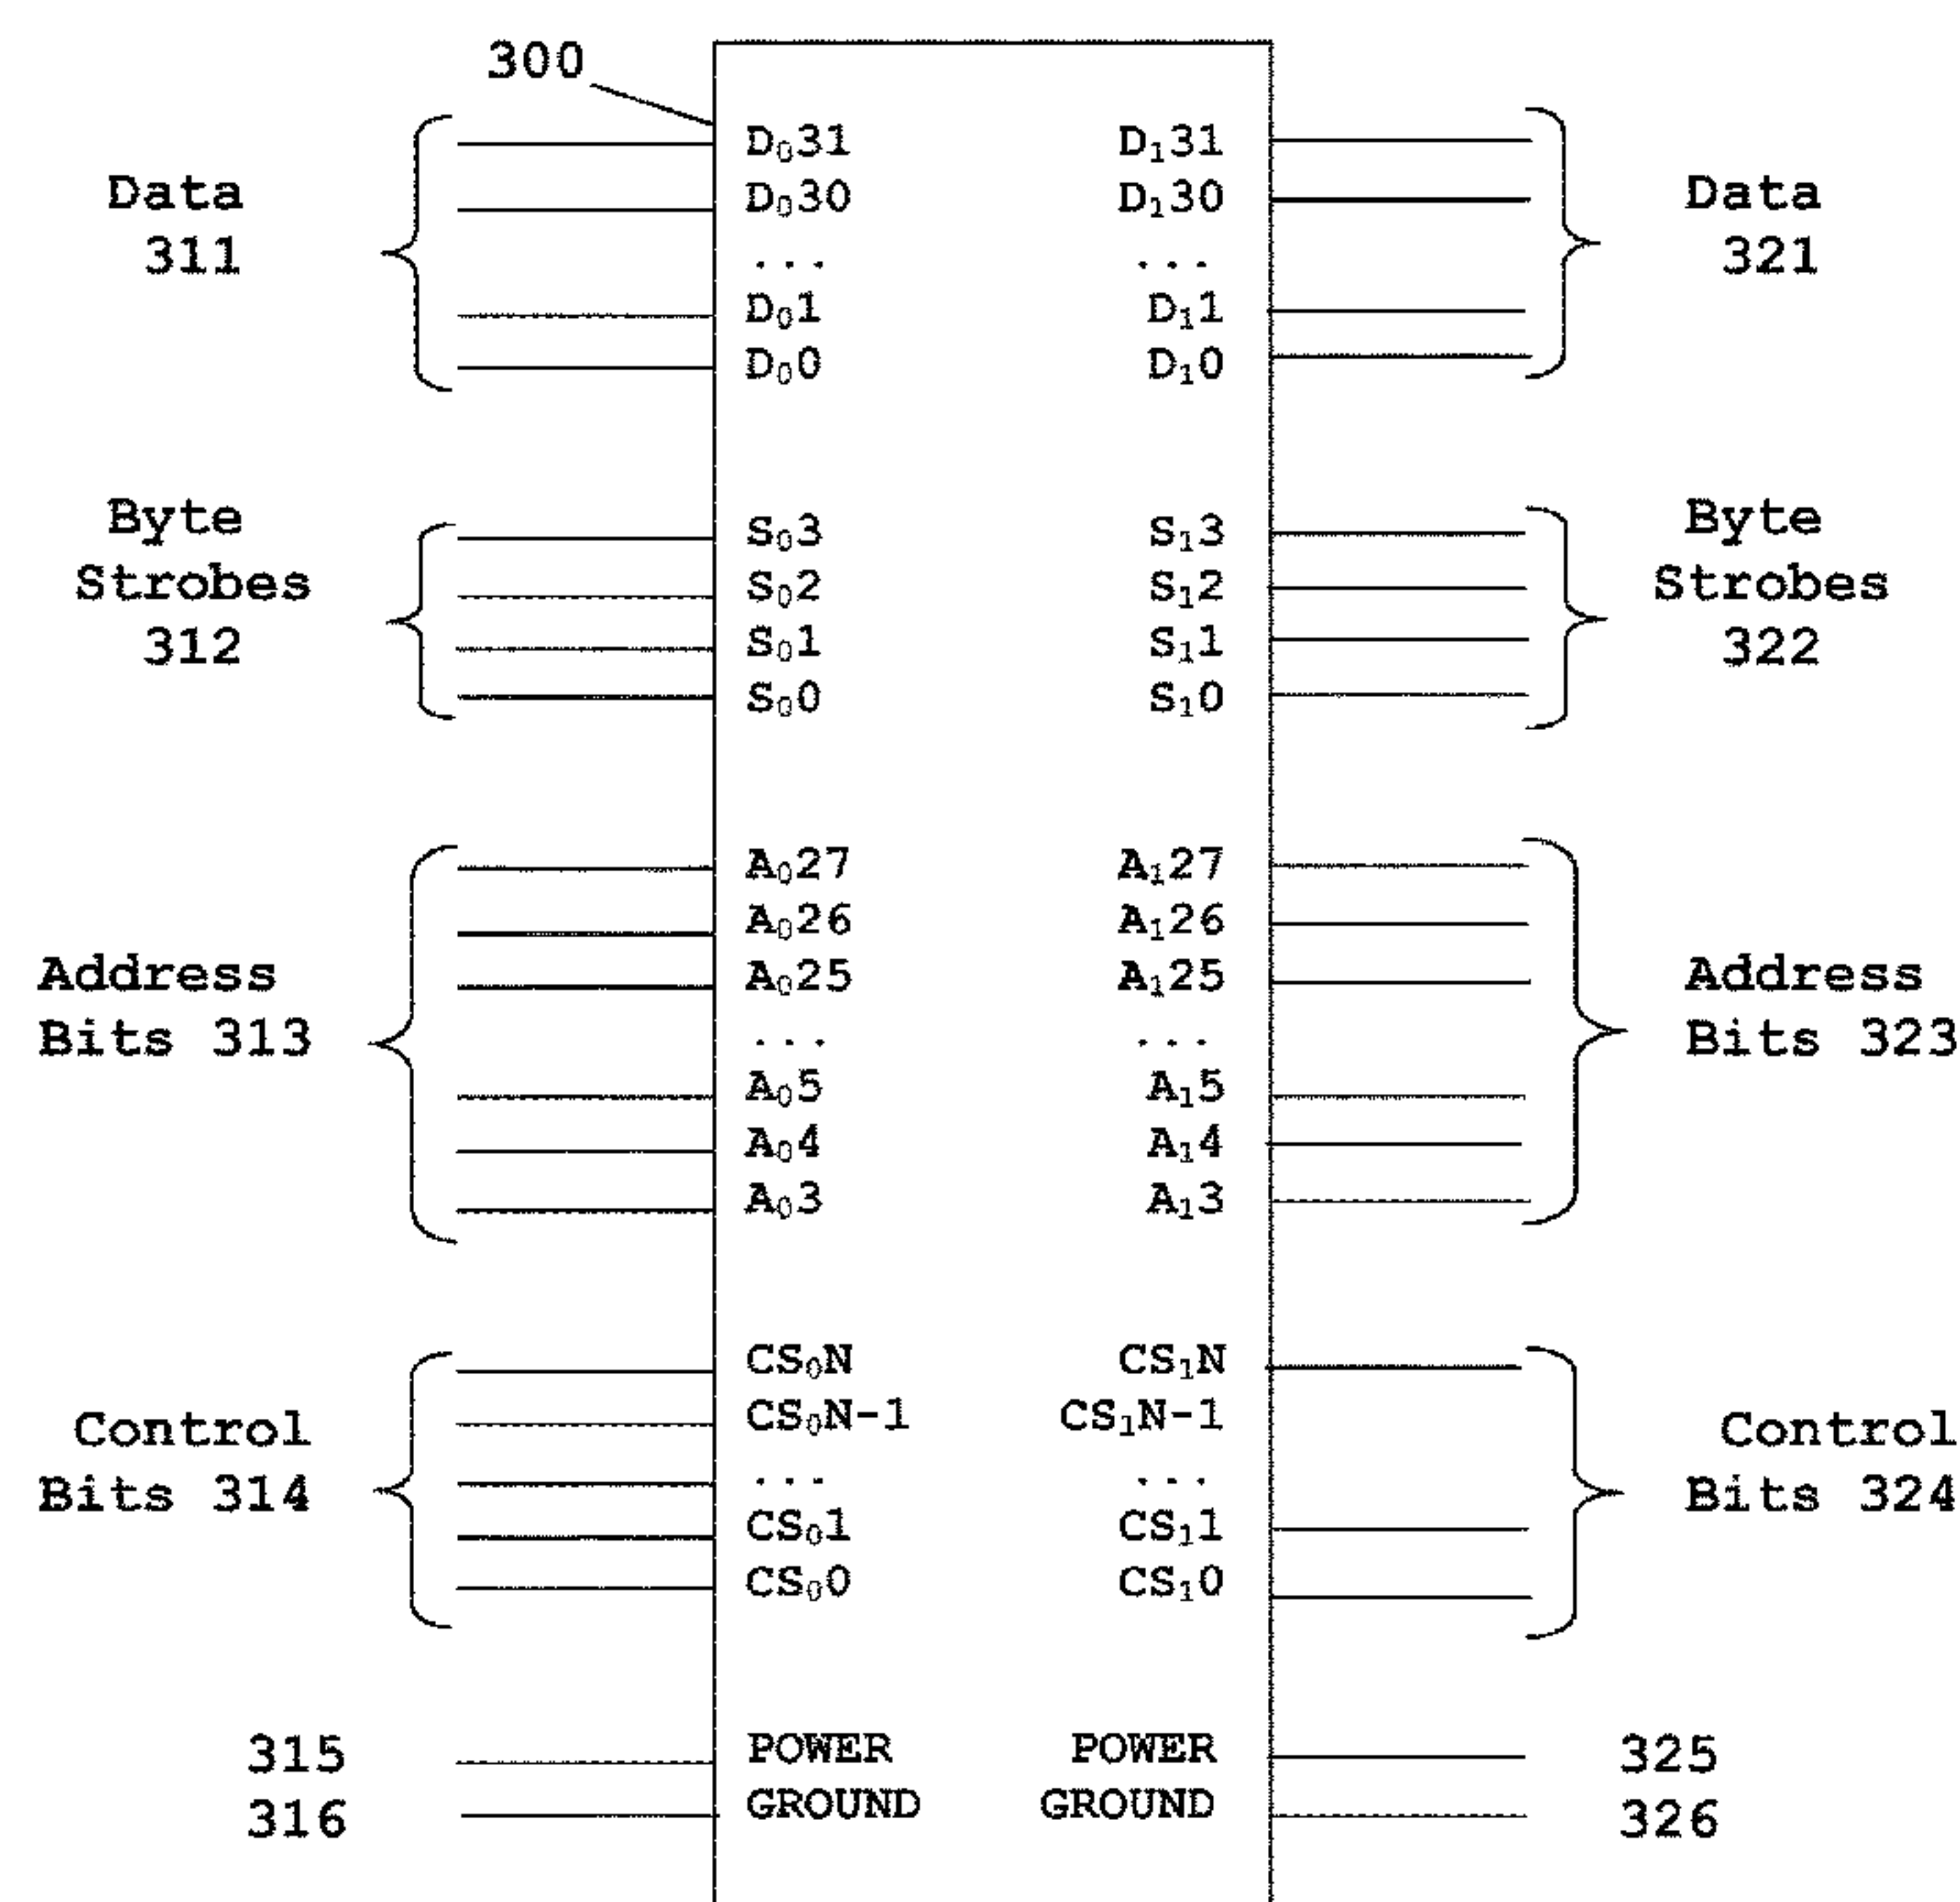 300
D₀31 D₁31
Data D₀30 D₁30 Data
311 ... ... 321
D₀1 D₁1
D₀0 D₁0
Byte S₀3 S₁3 Byte
Strobes S₀2 S₁2 Strobes
312 S₀1 S₁1 322
S₀0 S₁0
A₀27 A₁27
A₀26 A₁26
Address A₀25 A₁25 Address
Bits 313 ... ... Bits 323
A₀5 A₁5
A₀4 A₁4
A₀3 A₁3
CS₀N CS₁N
Control CS₀N-1 CS₁N-1 Control
Bits 314 ... ... Bits 324
CS₀1 CS₁1
CS₀0 CS₁0
315 POWER POWER 325
316 GROUND GROUND 326